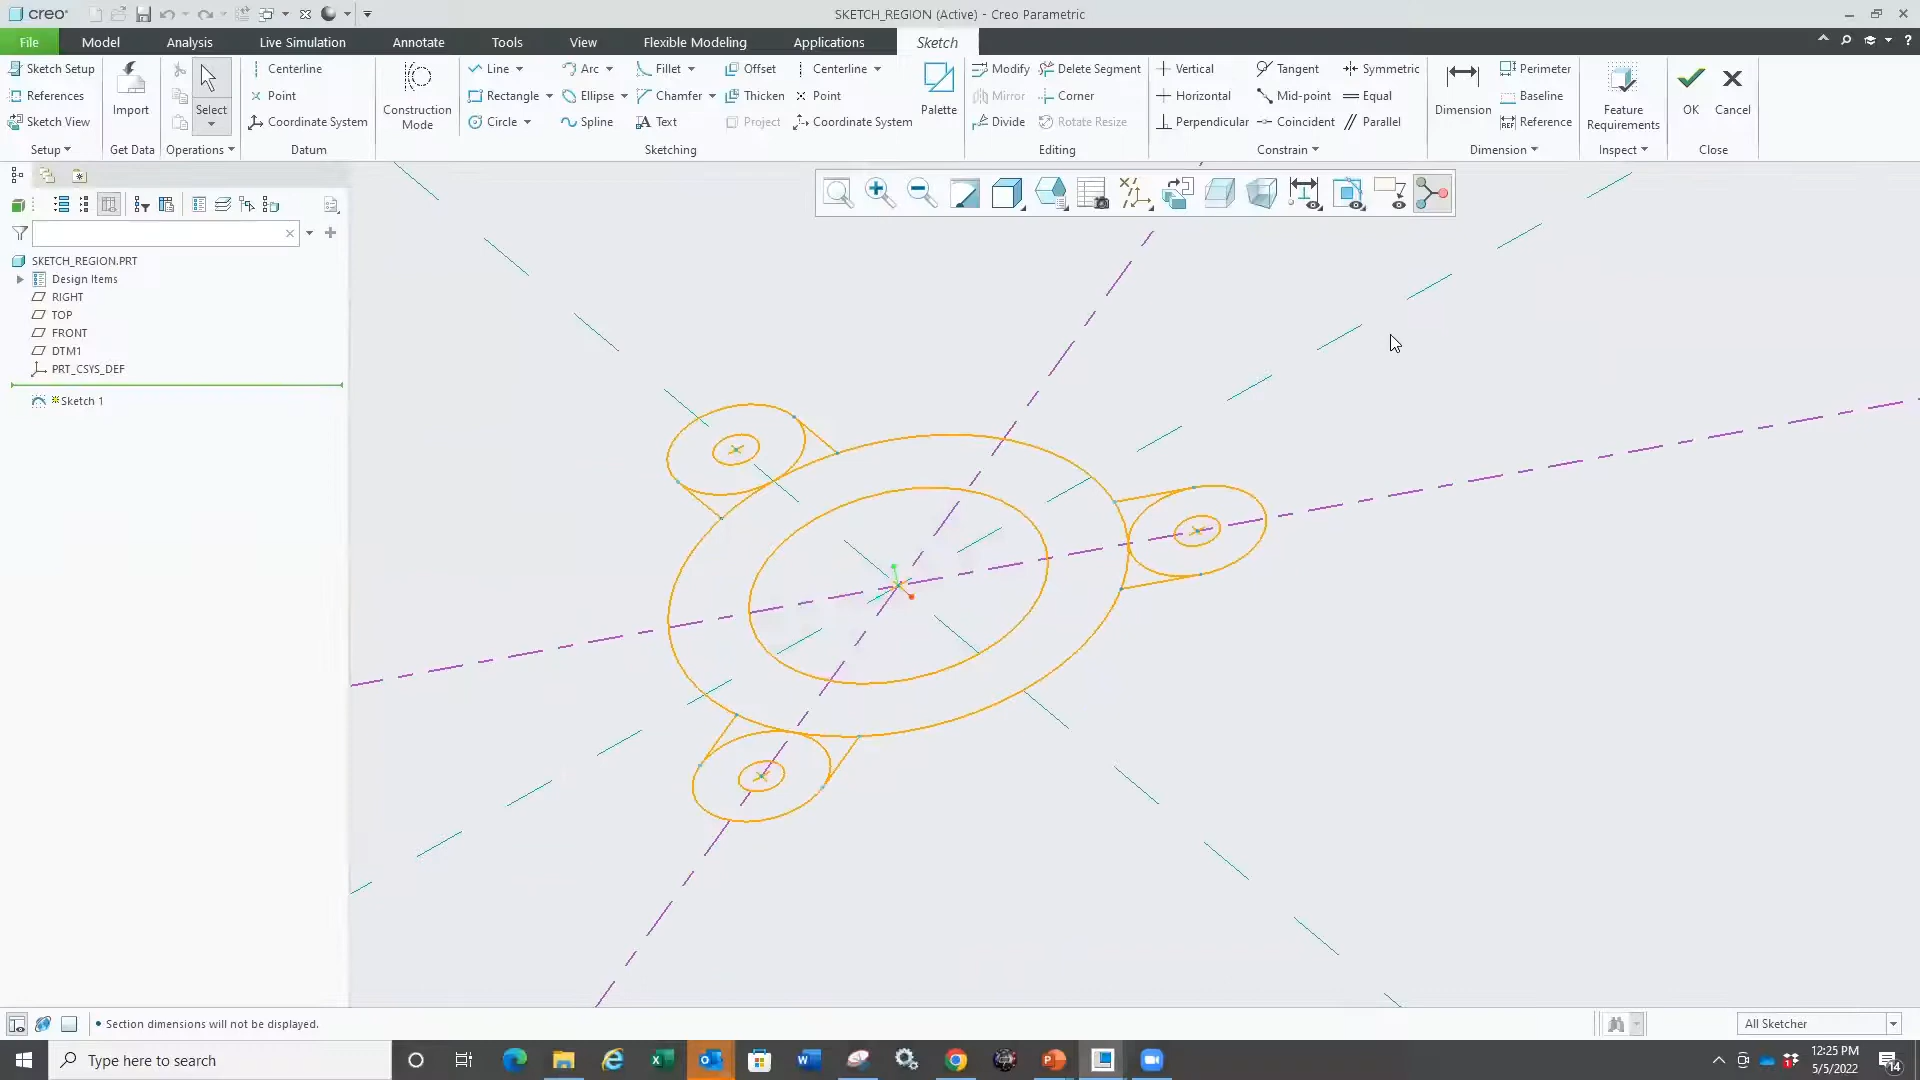 creo
SKETCH_REGION (Active) - Creo Parametric
File Model Analysis Live Simulation Annotate Tools View Flexible Modeling Applications Sketch
Sketch Setup
References
Sketch View
Setup
Import
Get Data
Select
Operations
Centerline
Point
Coordinate System
Datum
Construction
Mode
Line Arc Fillet Offset Centerline
Rectangle Ellipse Chamfer Thicken Point
Circle Spline Text Project Coordinate System
Palette
Sketching
Modify Delete Segment
Mirror Corner
Divide Rotate Resize
Editing
Vertical Tangent Symmetric
Horizontal Mid-point Equal
Perpendicular Coincident Parallel
Constrain
Dimension
Perimeter
Baseline
Reference
Dimension
Feature
Requirements
Inspect
OK Cancel
Close
SKETCH_REGION.PRT
Design Items
RIGHT
TOP
FRONT
DTM1
PRT_CSYS_DEF
Sketch 1
• Section dimensions will not be displayed.
All Sketcher
Type here to search
12:25 PM
5/5/2022
14